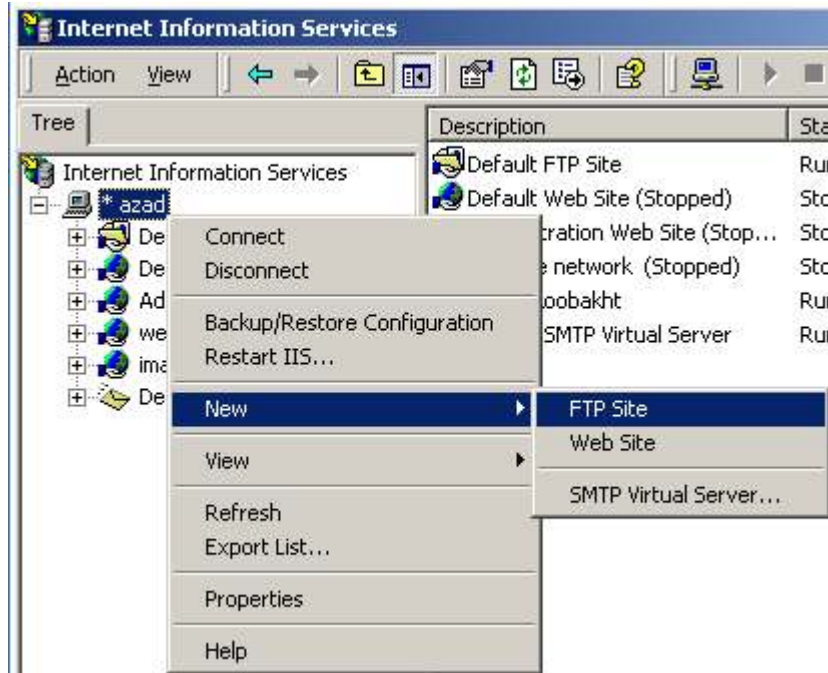 Internet Information Services
Action View
Tree
Description Sta
Internet Information Services
* azad
De
De
Ad
we
ima
De
Default FTP Site Ru
Default Web Site (Stopped) Sto
tration Web Site (Stop... Sto
network (Stopped) Sto
oobakht Ru
SMTP Virtual Server Ru
Connect
Disconnect
Backup/Restore Configuration
Restart IIS...
New
View
Refresh
Export List...
Properties
Help
FTP Site
Web Site
SMTP Virtual Server...